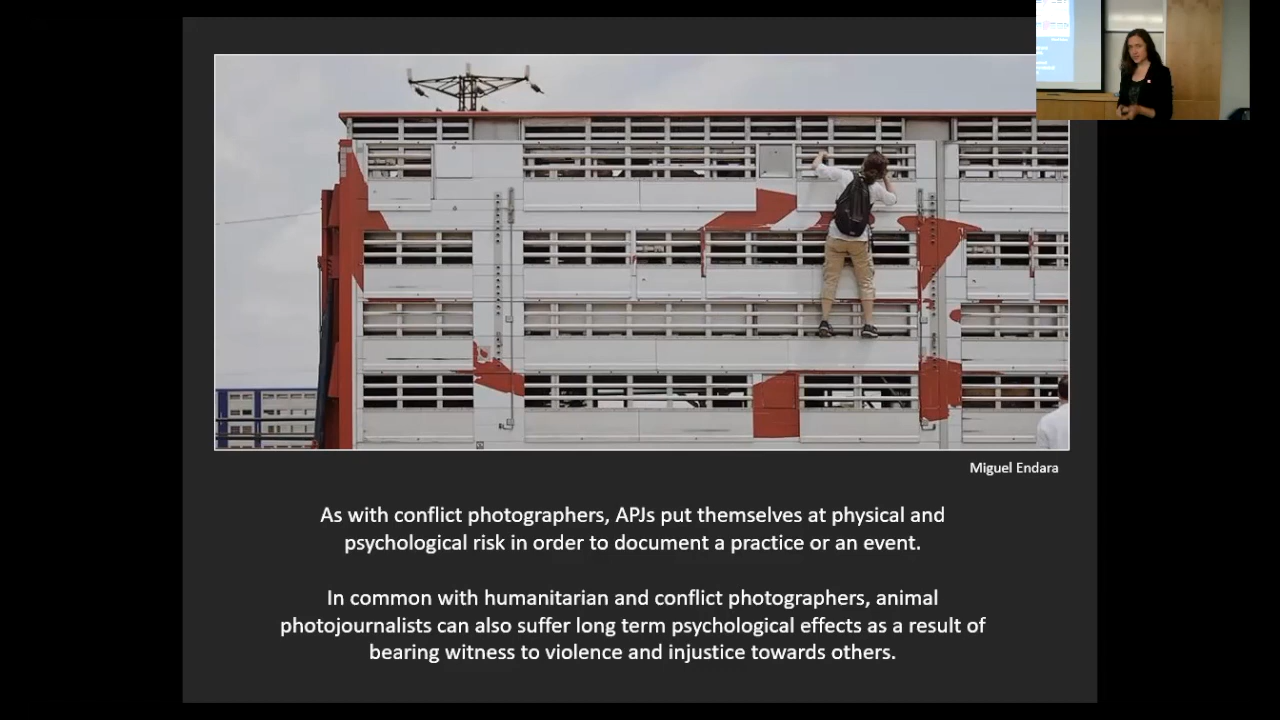 Miguel Endara
As with conflict photographers, APJs put themselves at physical and
psychological risk in order to document a practice or an event.
In common with humanitarian and conflict photographers, animal
photojournalists can also suffer long term psychological effects as a result of
bearing witness to violence and injustice towards others.